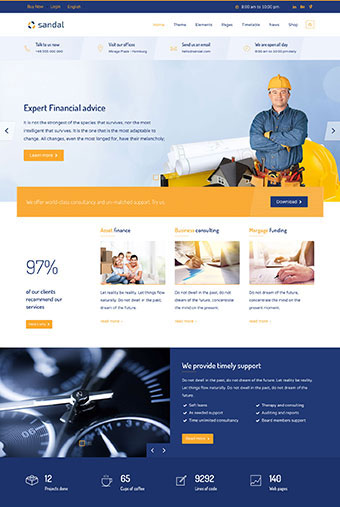 Buy Now Login English
8:00 am to 10:00 pm
sandal
Home Theme Elements Pages Timetable News Shop
Talk to us now
Visit our office
Mirage Plaza - Hamburg
Send us an email
We are open all day
8:00 am to 10:00 pm daily
Expert Financial advice
It is not the strongest of the species that survives, nor the most
intelligent that survives. It is the one that is the most adaptable to
change. All changes, even the most longed for, have their melancholy;
Learn more
We offer world-class consultancy and un-matched support. Try us
Download
97%
of our clients
recommend our
services
Read more
Asset finance
Let reality be reality. Let things flow
naturally. Do not dwell in the past,
dream of the future.
read more
Business consulting
Do not dwell in the past, do not
dream of the future, concentrate
the mind on the present.
read more
Mortgage funding
Do not dwell in the past, do not
dream of the future, concentrate
the mind on the present moment.
read more
We provide timely support
Do not dwell in the past, do not dream of the future. Let reality be reality.
Let things flow naturally. Do not dwell in the past, do not dream of the
future.
Self loans
As needed support
Time unlimited consultancy
Therapy and consulting
Auditing and reports
Board members support
Read more
12
Projects done
65
Cups of coffee
9292
Lines of code
140
Web pages